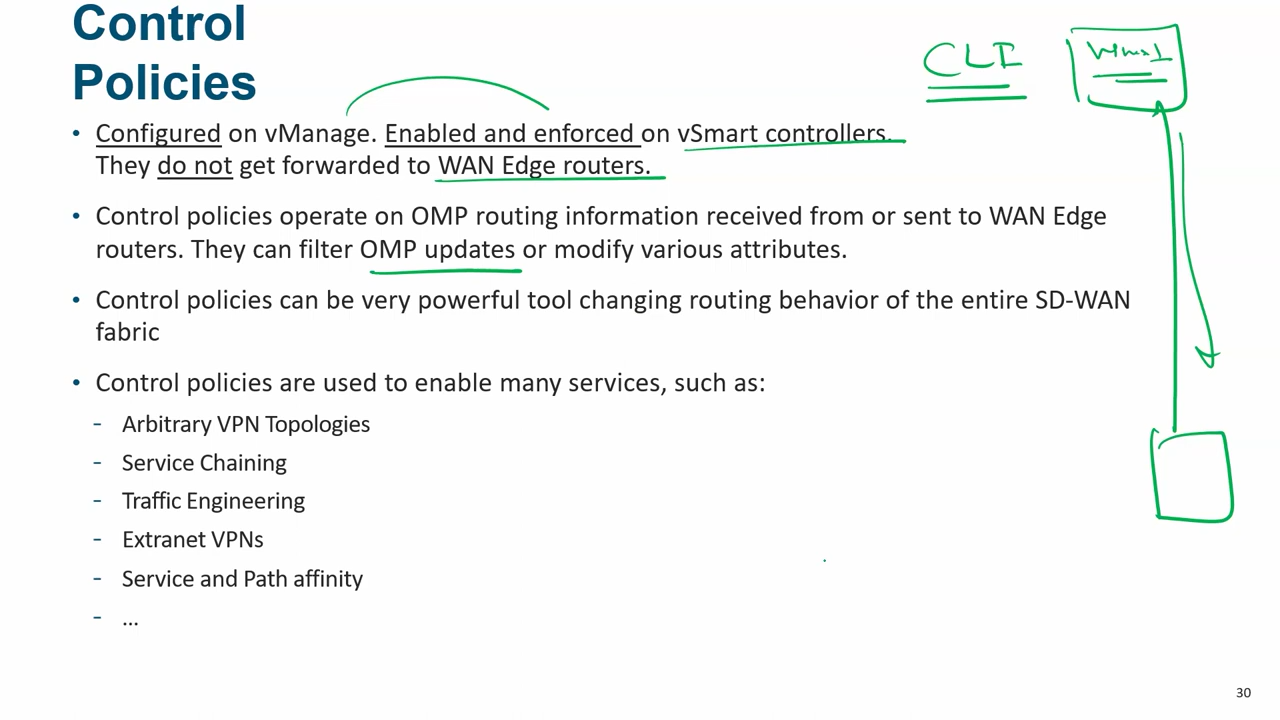 Control
Policies
CLI
• Configured on vManage. Enabled and enforced on vSmart controllers.
They do not get forwarded to WAN Edge routers.
• Control policies operate on OMP routing information received from or sent to WAN Edge
routers. They can filter OMP updates or modify various attributes.
• Control policies can be very powerful tool changing routing behavior of the entire SD-WAN
fabric
• Control policies are used to enable many services, such as:
- Arbitrary VPN Topologies
- Service Chaining
- Traffic Engineering
- Extranet VPNs
- Service and Path affinity
- ...
30